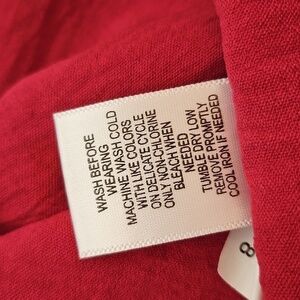 WASH BEFORE
WEARING
MACHINE WASH COLD
WITH LIKE COLORS
ON DELICATE CYCLE
ONLY NON-CHLORINE
BLEACH WHEN
NEEDED
TUMBLE DRY LOW
REMOVE PROMPTLY
COOL IRON IF NEEDED
8